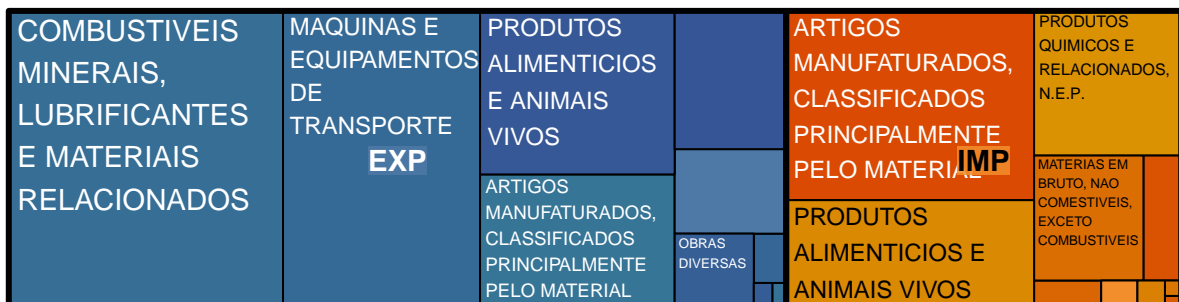 COMBUSTIVEIS
MINERAIS,
LUBRIFICANTES
E MATERIAIS
RELACIONADOS
MAQUINAS E
EQUIPAMENTOS
DE
TRANSPORTE
EXP
PRODUTOS
ALIMENTICIOS
E ANIMAIS
VIVOS
ARTIGOS
MANUFATURADOS,
CLASSIFICADOS
PRINCIPALMENTE
PELO MATERIAL
OBRAS
DIVERSAS
ARTIGOS
MANUFATURADOS,
CLASSIFICADOS
PRINCIPALMENTE
PELO MATERIAL
IMP
PRODUTOS
ALIMENTICIOS E
ANIMAIS VIVOS
PRODUTOS
QUIMICOS E
RELACIONADOS,
N.E.P.
MATERIAS EM
BRUTO, NAO
COMESTIVEIS,
EXCETO
COMBUSTIVEIS